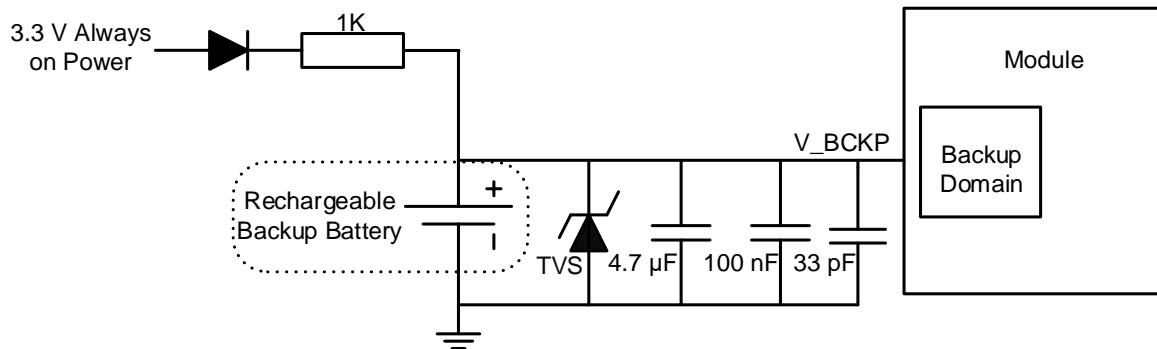 1K
3.3 V Always
on Power
Module
V_BCKP
Backup
Domain
+
Rechargeable
Backup Battery
-
TVS
4.7 µF
100 nF
33 pF